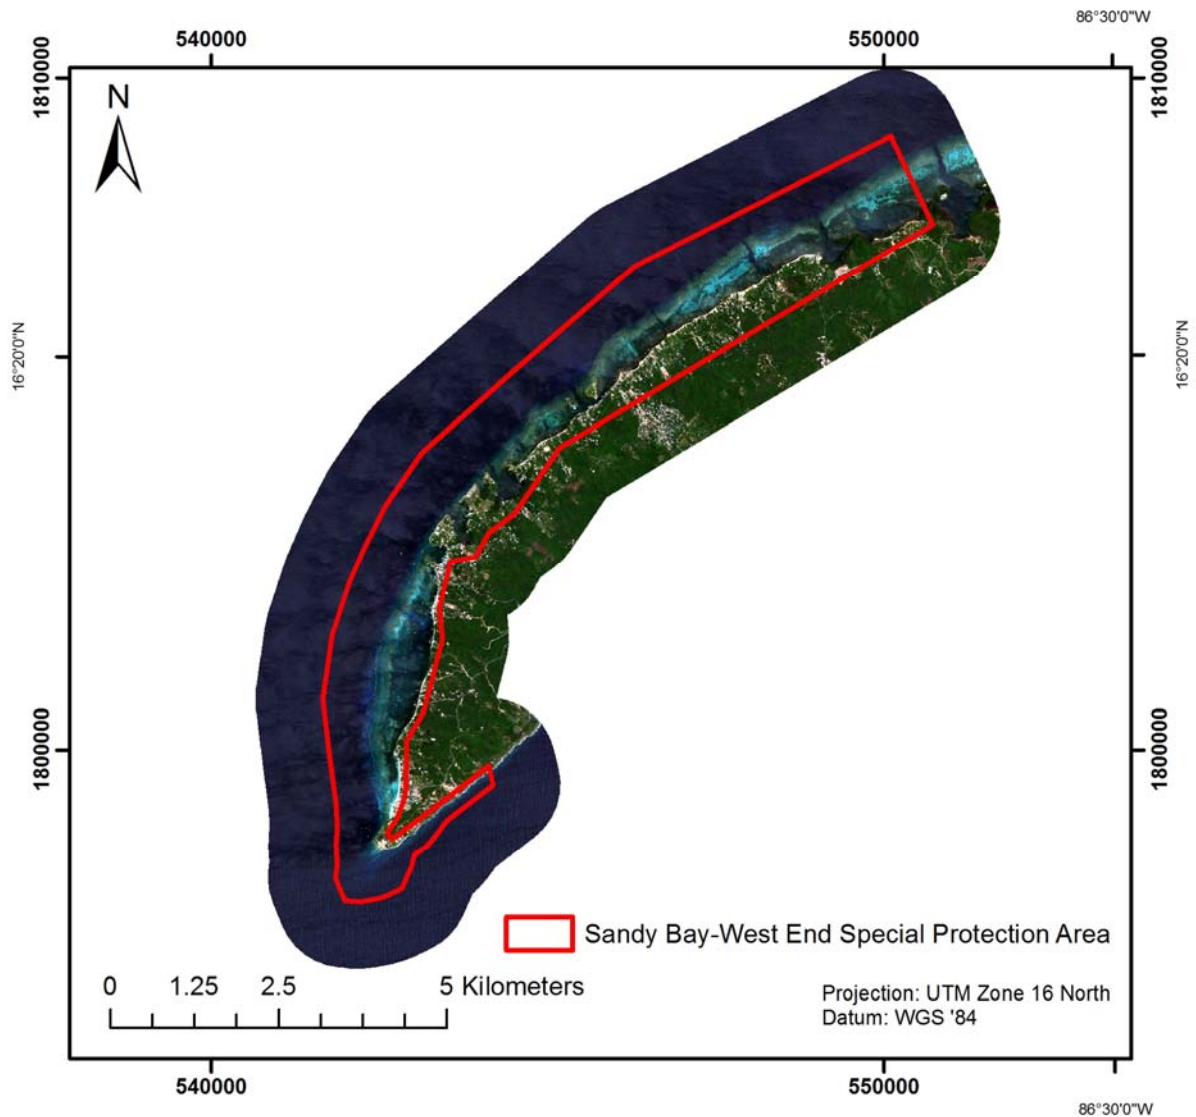 86°30'0"W
540000
550000
1810000
1810000
N
16°20'0"N
16°20'0"N
1800000
1800000
Sandy Bay-West End Special Protection Area
0 1.25 2.5 5 Kilometers
Projection: UTM Zone 16 North
Datum: WGS '84
540000
550000
86°30'0"W